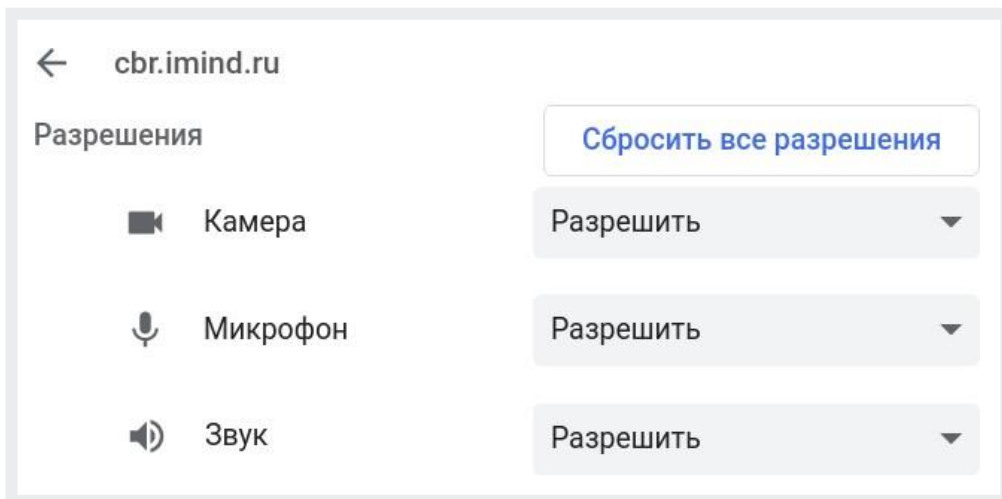 cbr.imind.ru
Разрешения
Сбросить все разрешения
Камера
Разрешить
Микрофон
Разрешить
Звук
Разрешить